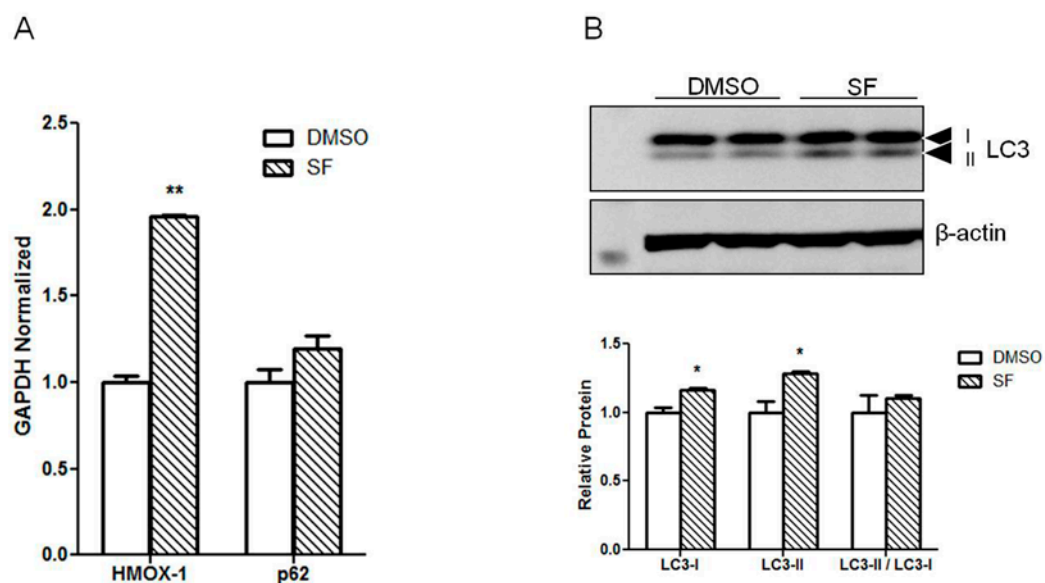 A
GAPDH Normalized
2.5
2.0
1.5
1.0
0.5
0.0
DMSO
SF
**
HMOX-1 p62
B
DMSO SF
I
II
LC3
β-actin
Relative Protein
1.5
1.0
0.5
0.0
* *
DMSO
SF
LC3-I LC3-II LC3-II / LC3-I